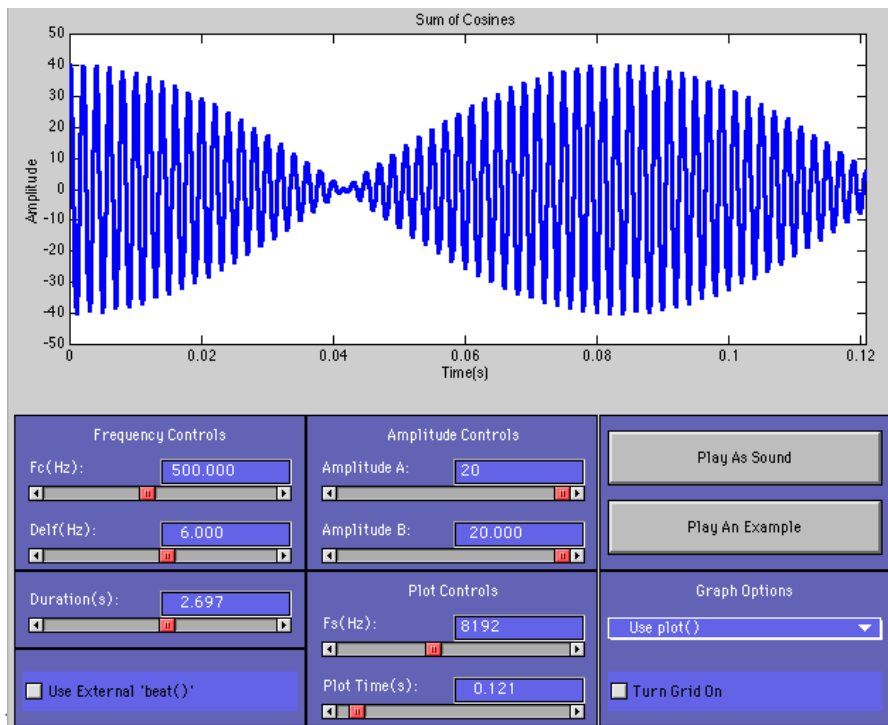 Sum of Cosines
50
40
30
20
10
0
-10
-20
-30
-40
-50
Amplitude
0 0.02 0.04 0.06 0.08 0.1 0.12
Time(s)
Frequency Controls
Fc(Hz): 500.000
Delf(Hz): 6.000
Duration(s): 2.697
Use External 'beat()'
Amplitude Controls
Amplitude A: 20
Amplitude B: 20.000
Plot Controls
Fs(Hz): 8192
Plot Time(s): 0.121
Play As Sound
Play An Example
Graph Options
Use plot()
Turn Grid On